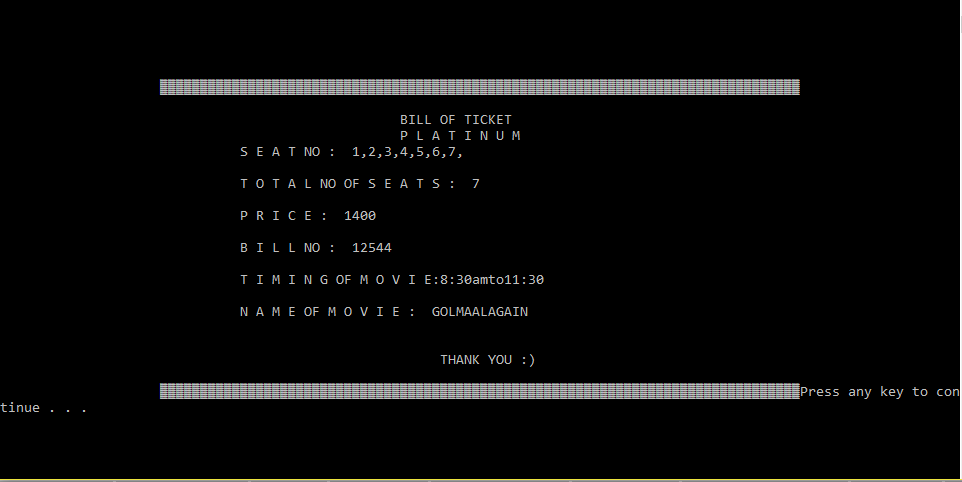 BILL OF TICKET
P L A T I N U M
S E A T NO :  1,2,3,4,5,6,7,
T O T A L NO OF S E A T S :  7
P R I C E :  1400
B I L L NO :  12544
T I M I N G OF M O V I E:8:30amto11:30
N A M E OF M O V I E :  GOLMAALAGAIN
THANK YOU :)
Press any key to con
tinue . . .